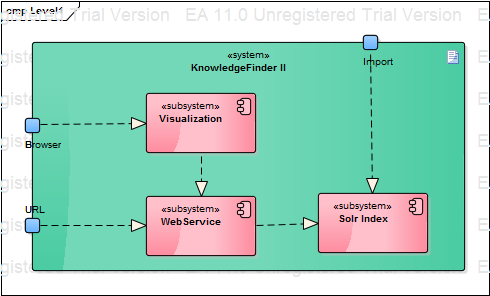 cmp Level1
EA 11.0 Unregistered Trial Version EA 11.0 Unregistered Trial Version
«system»
KnowledgeFinder II
Import
«subsystem»
Visualization
Browser
«subsystem»
WebService
URL
«subsystem»
Solr Index